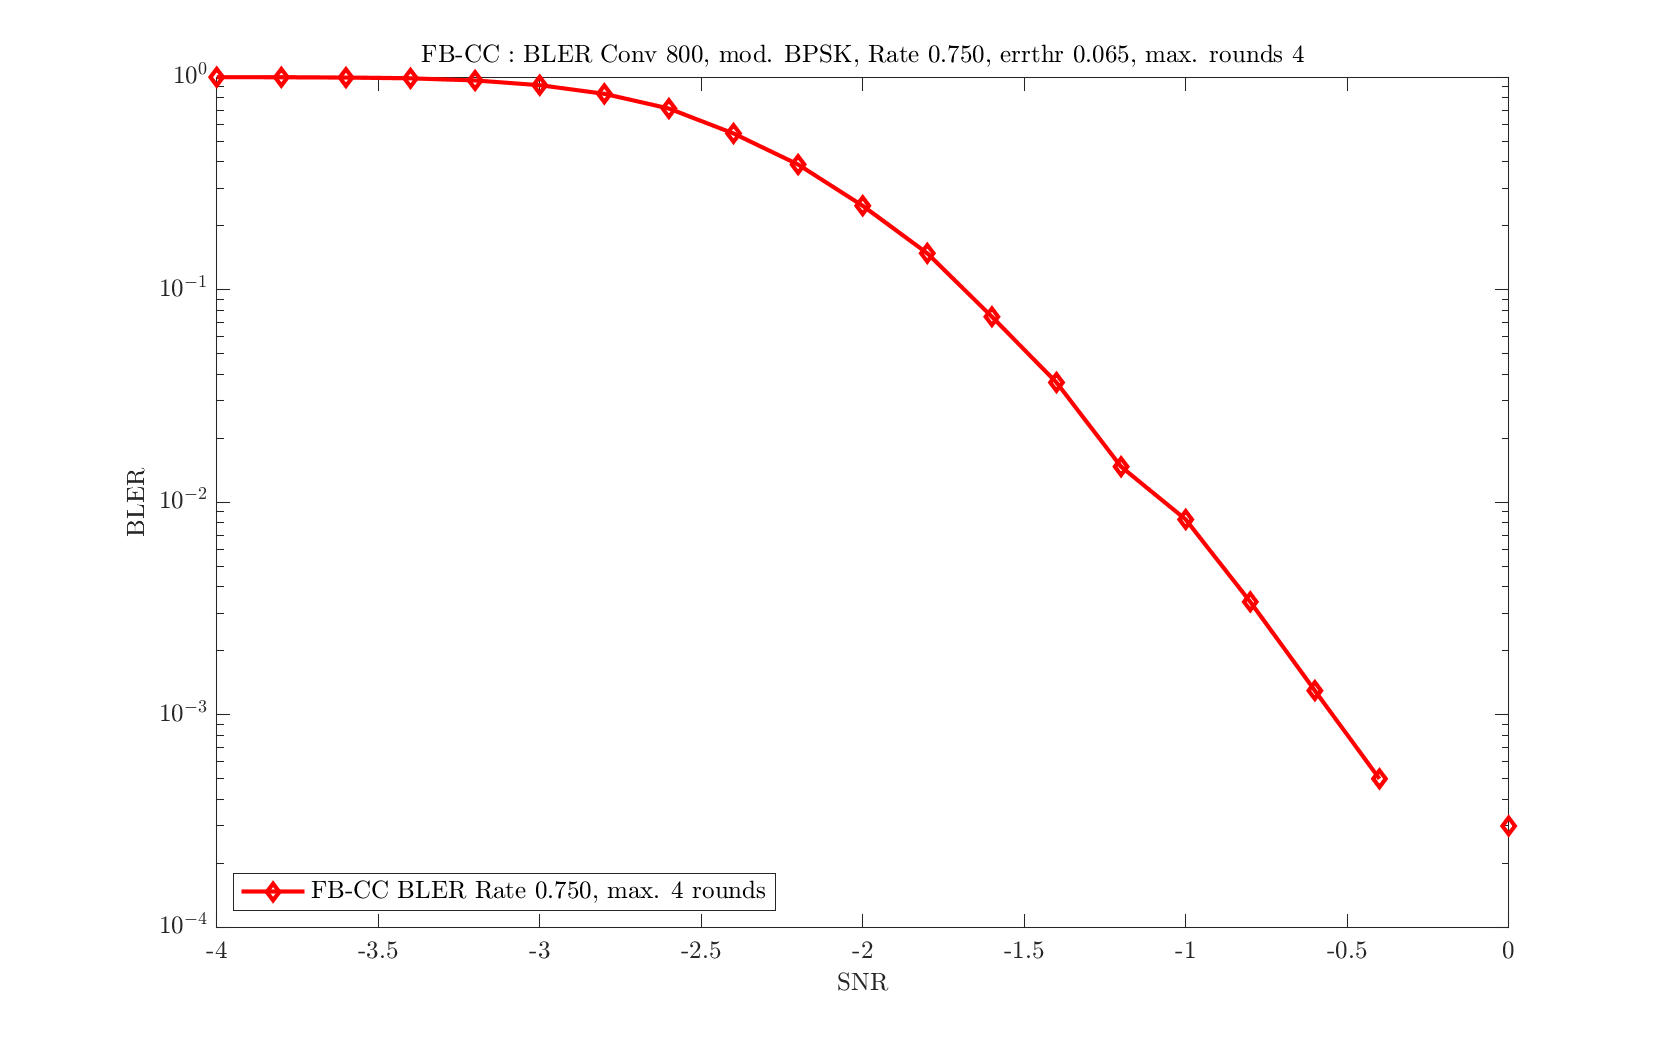 FB-CC : BLER Conv 800, mod. BPSK, Rate 0.750, errthr 0.065, max. rounds 4
10⁰
10⁻¹
10⁻²
10⁻³
10⁻⁴
BLER
FB-CC BLER Rate 0.750, max. 4 rounds
-4 -3.5 -3 -2.5 -2 -1.5 -1 -0.5 0
SNR